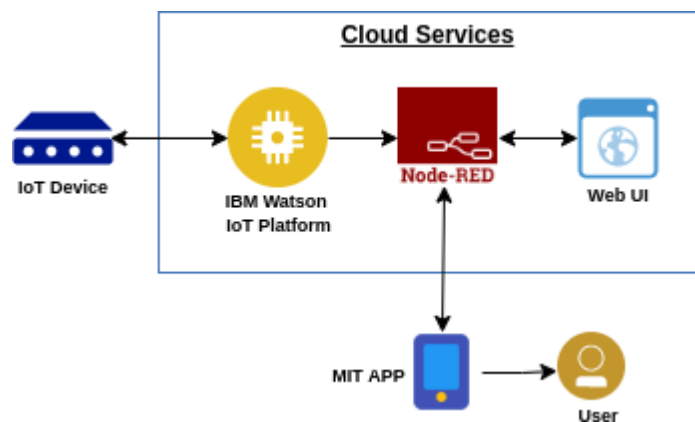 Cloud Services
IoT Device
IBM Watson
IoT Platform
Node-RED
Web UI
MIT APP
User